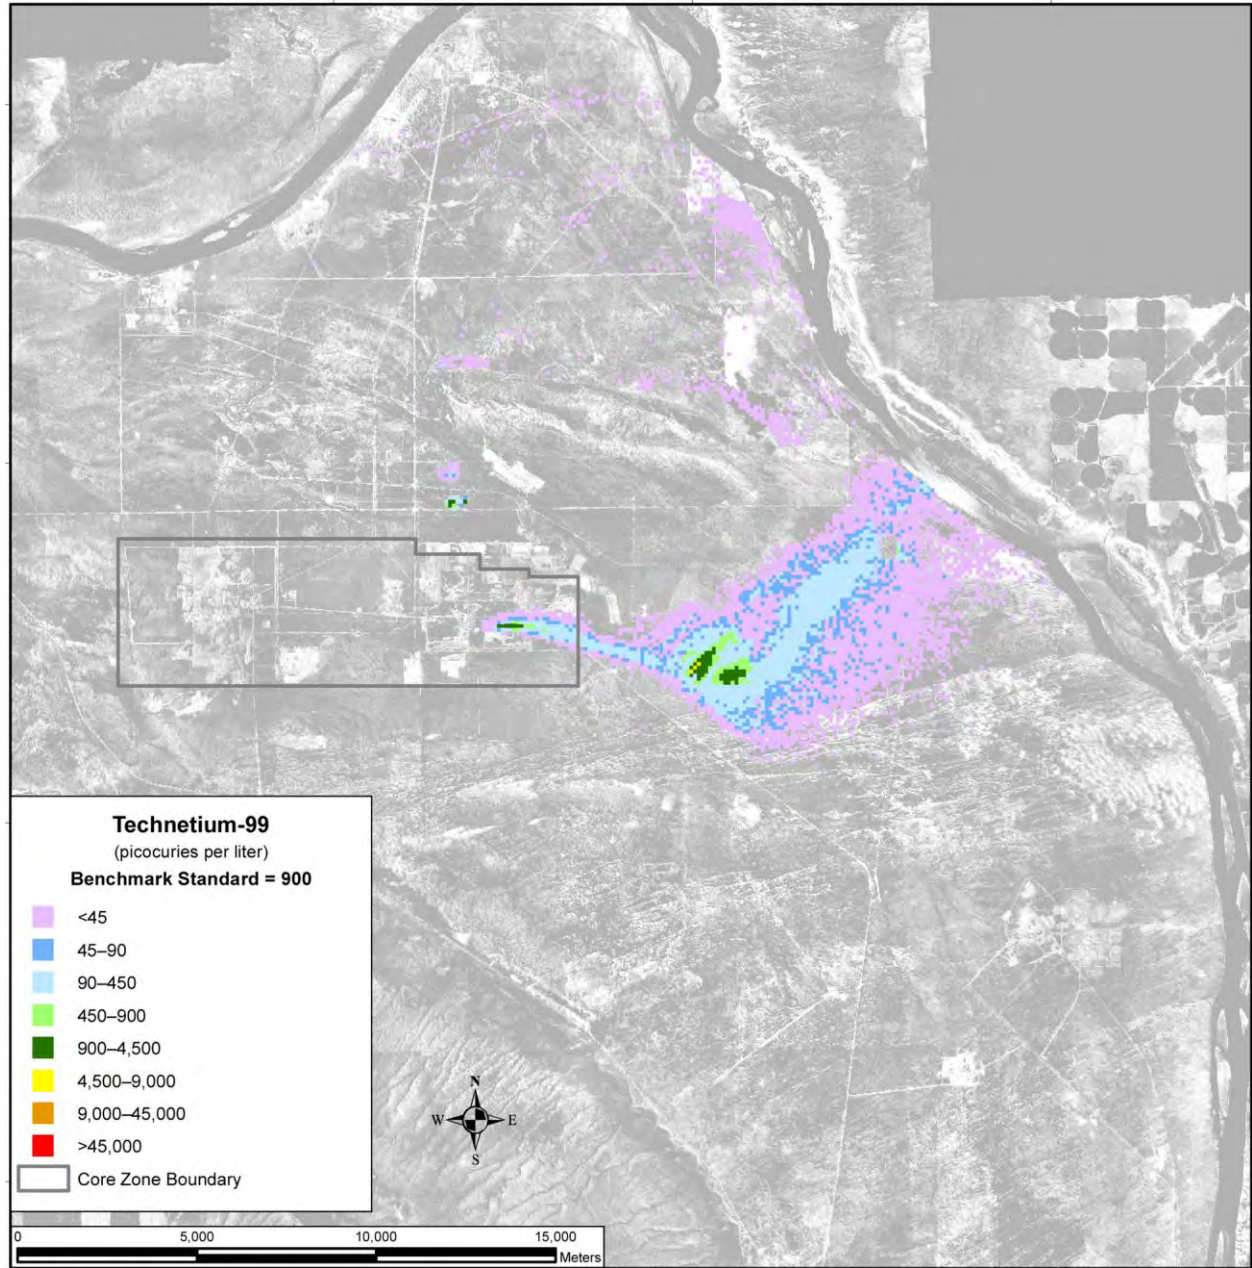 Technetium-99
(picocuries per liter)
Benchmark Standard = 900
<45
45–90
90–450
450–900
900–4,500
4,500–9,000
9,000–45,000
>45,000
Core Zone Boundary
N
W E
S
0 5,000 10,000 15,000
Meters